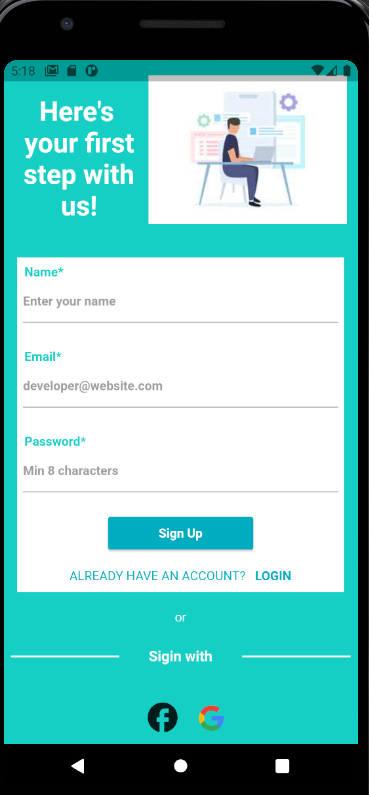 5:18
Here's
your first
step with
us!
Name*
Enter your name
Email*
developer@website.com
Password*
Min 8 characters
Sign Up
ALREADY HAVE AN ACCOUNT? LOGIN
or
Sigin with